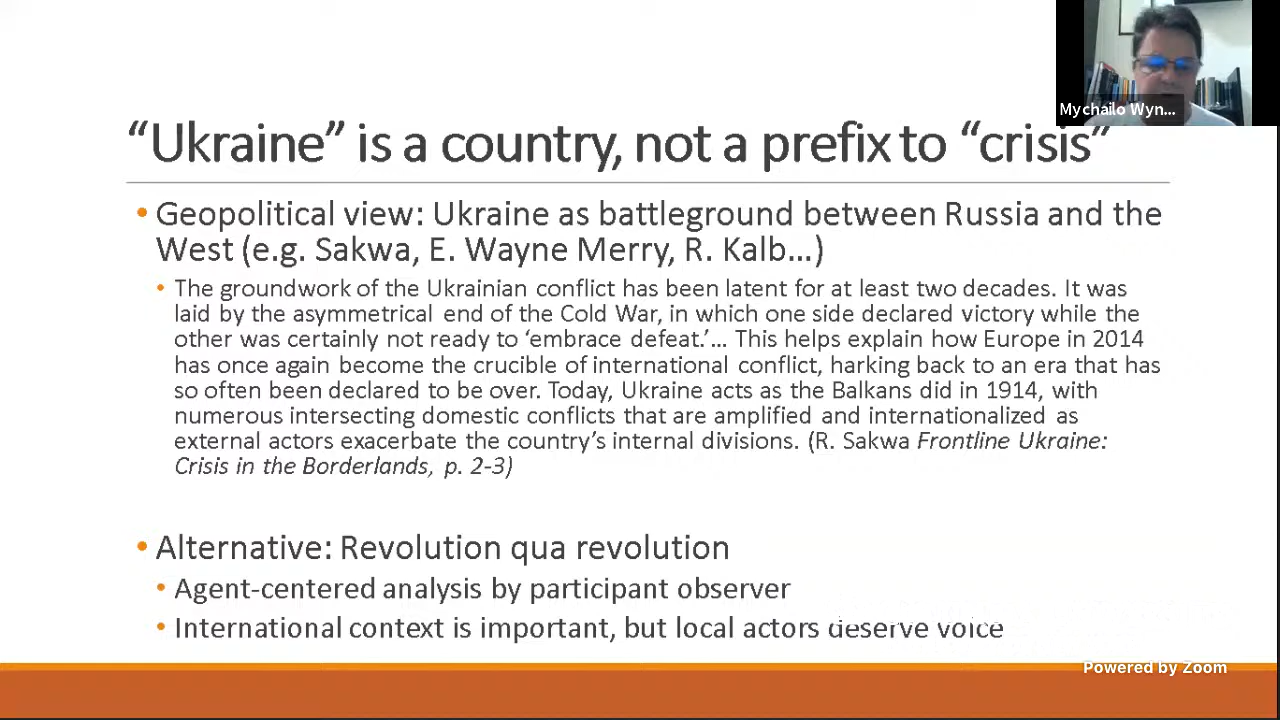 Mychailo Wyn...
“Ukraine” is a country, not a prefix to “crisis”
• Geopolitical view: Ukraine as battleground between Russia and the
West (e.g. Sakwa, E. Wayne Merry, R. Kalb…)
• The groundwork of the Ukrainian conflict has been latent for at least two decades. It was
laid by the asymmetrical end of the Cold War, in which one side declared victory while the
other was certainly not ready to ‘embrace defeat.’… This helps explain how Europe in 2014
has once again become the crucible of international conflict, harking back to an era that has
so often been declared to be over. Today, Ukraine acts as the Balkans did in 1914, with
numerous intersecting domestic conflicts that are amplified and internationalized as
external actors exacerbate the country’s internal divisions. (R. Sakwa Frontline Ukraine:
Crisis in the Borderlands, p. 2-3)
• Alternative: Revolution qua revolution
• Agent-centered analysis by participant observer
• International context is important, but local actors deserve voice
Powered by Zoom